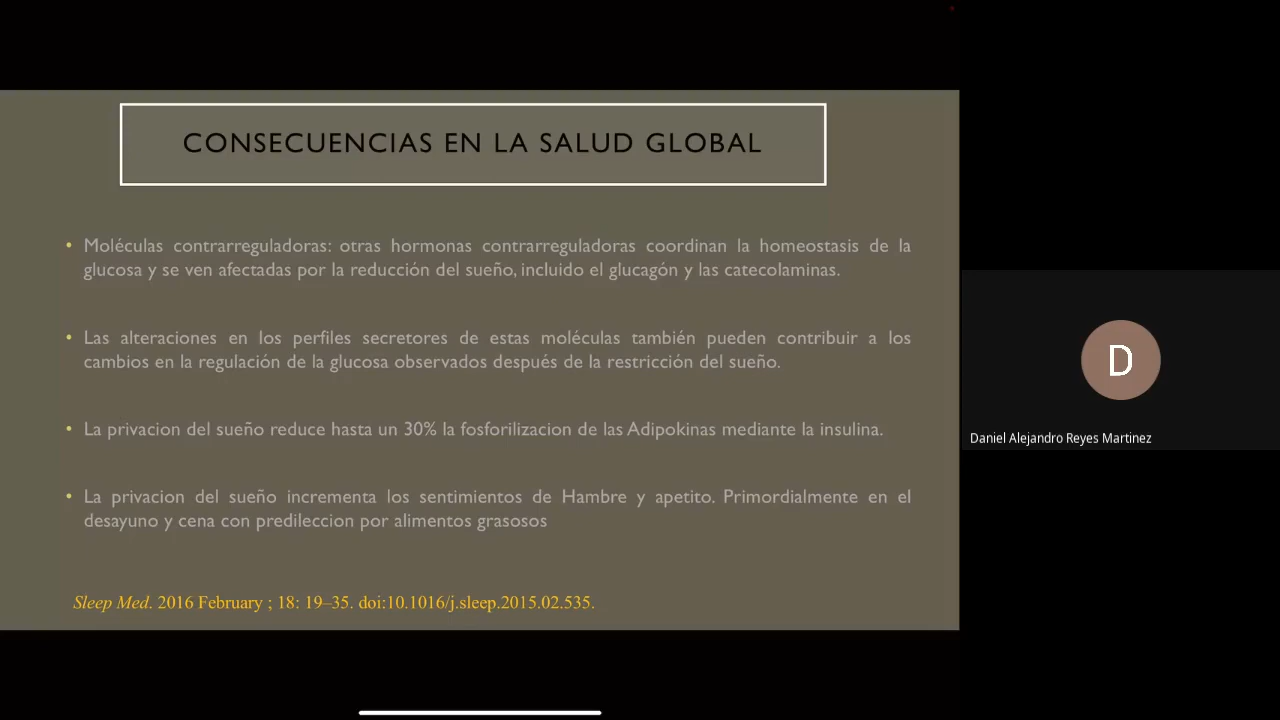 CONSECUENCIAS EN LA SALUD GLOBAL
• Moléculas contrarreguladoras: otras hormonas contrarreguladoras coordinan la homeostasis de la
glucosa y se ven afectadas por la reducción del sueño, incluido el glucagón y las catecolaminas.
• Las alteraciones en los perfiles secretores de estas moléculas también pueden contribuir a los
cambios en la regulación de la glucosa observados después de la restricción del sueño.
• La privacion del sueño reduce hasta un 30% la fosforilizacion de las Adipokinas mediante la insulina.
• La privacion del sueño incrementa los sentimientos de Hambre y apetito. Primordialmente en el
desayuno y cena con predileccion por alimentos grasosos
Sleep Med. 2016 February ; 18: 19–35. doi:10.1016/j.sleep.2015.02.535.
D
Daniel Alejandro Reyes Martinez